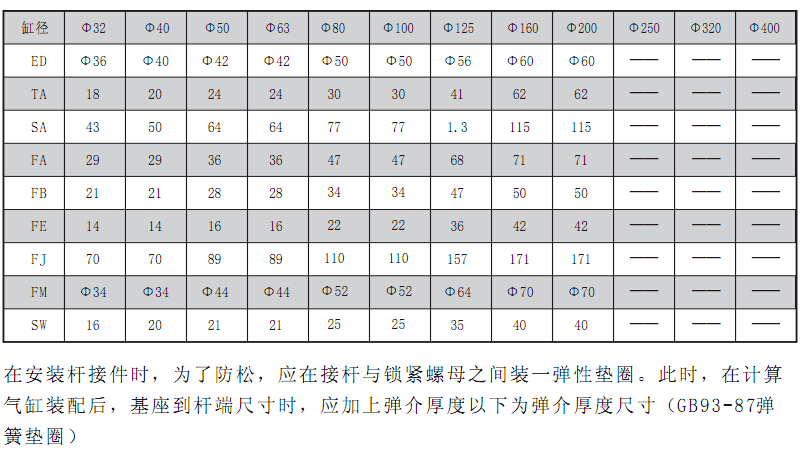 缸径 Φ32 Φ40 Φ50 Φ63 Φ80 Φ100 Φ125 Φ160 Φ200 Φ250 Φ320 Φ400
ED Φ36 Φ40 Φ42 Φ42 Φ50 Φ50 Φ56 Φ60 Φ60 —— —— ——
TA 18 20 24 24 30 30 41 62 62 —— —— ——
SA 43 50 64 64 77 77 1.3 115 115 —— —— ——
FA 29 29 36 36 47 47 68 71 71 —— —— ——
FB 21 21 28 28 34 34 47 50 50 —— —— ——
FE 14 14 16 16 22 22 36 42 42 —— —— ——
FJ 70 70 89 89 110 110 157 171 171 —— —— ——
FM Φ34 Φ34 Φ44 Φ44 Φ52 Φ52 Φ64 Φ70 Φ70 —— —— ——
SW 16 20 21 21 25 25 35 40 40 —— —— ——
在安装杆接件时，为了防松，应在接杆与锁紧螺母之间装一弹性垫圈。此时，在计算
气缸装配后，基座到杆端尺寸时，应加上弹介厚度以下为弹介厚度尺寸（GB93-87弹
簧垫圈）